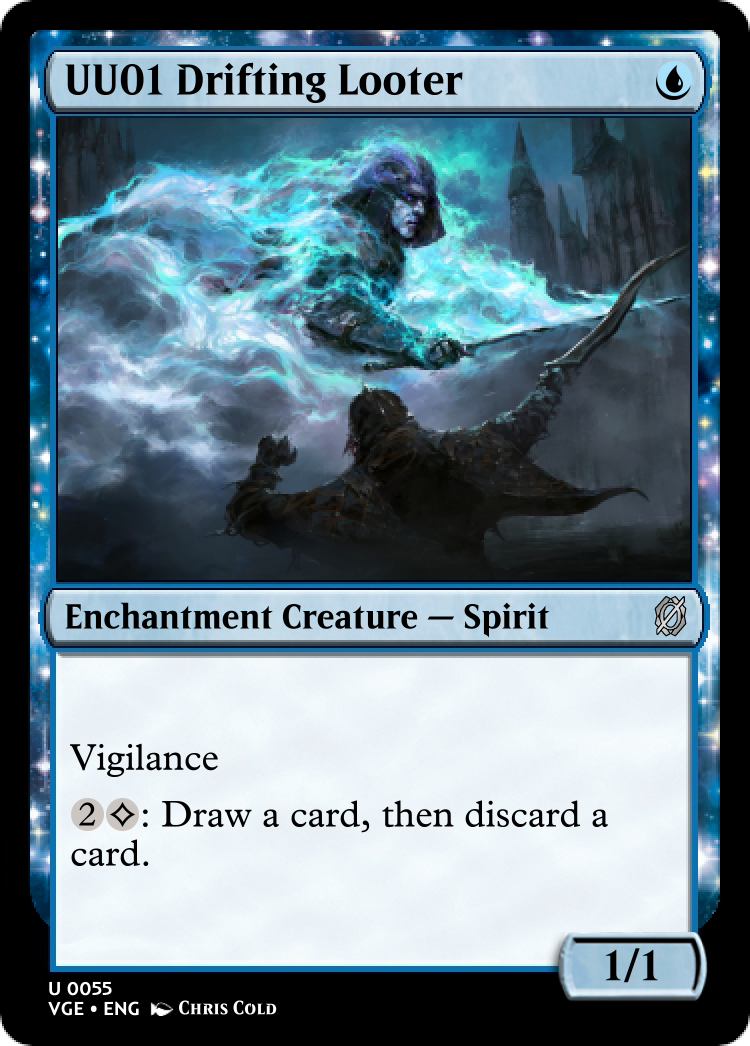 UU01 Drifting Looter
Enchantment Creature — Spirit
Vigilance
2: Draw a card, then discard a
card.
1/1
U 0055
VGE • ENG CHRIS COLD